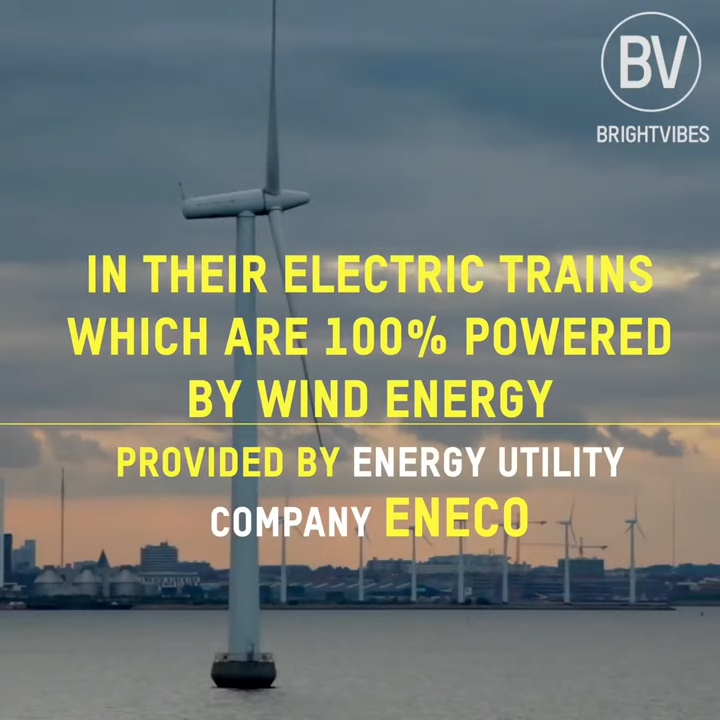 BV
BRIGHTVIBES
IN THEIR ELECTRIC TRAINS
WHICH ARE 100% POWERED
BY WIND ENERGY
PROVIDED BY ENERGY UTILITY
COMPANY ENECO